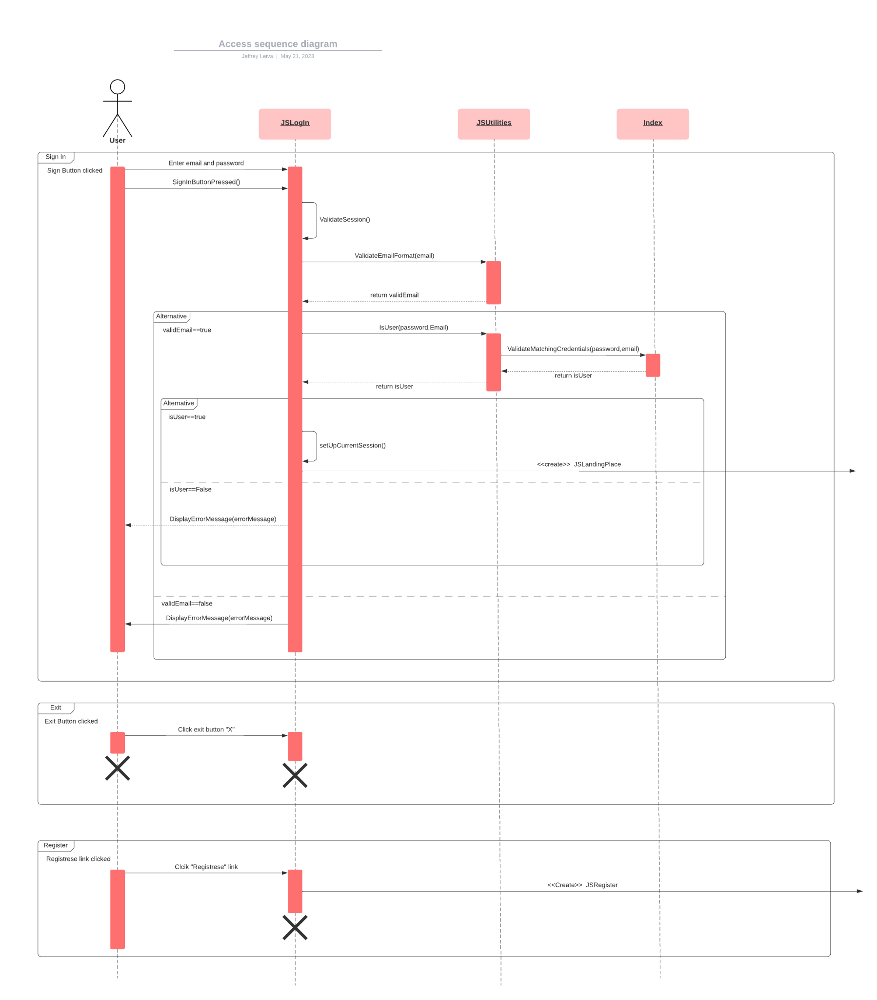 Access sequence diagram
Jeffrey Leiva | May 21, 2023
User
JSLogIn
JSUtilities
Index
Sign In
Sign Button clicked
Enter email and password
SignInButtonPressed()
ValidateSession()
ValidateEmailFormat(email)
return validEmail
Alternative
validEmail==true
IsUser(password,Email)
ValidateMatchingCredentials(password,email)
return isUser
return isUser
Alternative
isUser==true
setUpCurrentSession()
<<create>> JSLandingPlace
isUser==False
DisplayErrorMessage(errorMessage)
validEmail==false
DisplayErrorMessage(errorMessage)
Exit
Exit Button clicked
Click exit button "X"
Register
Registrese link clicked
Clcik "Registrese" link
<<Create>> JSRegister